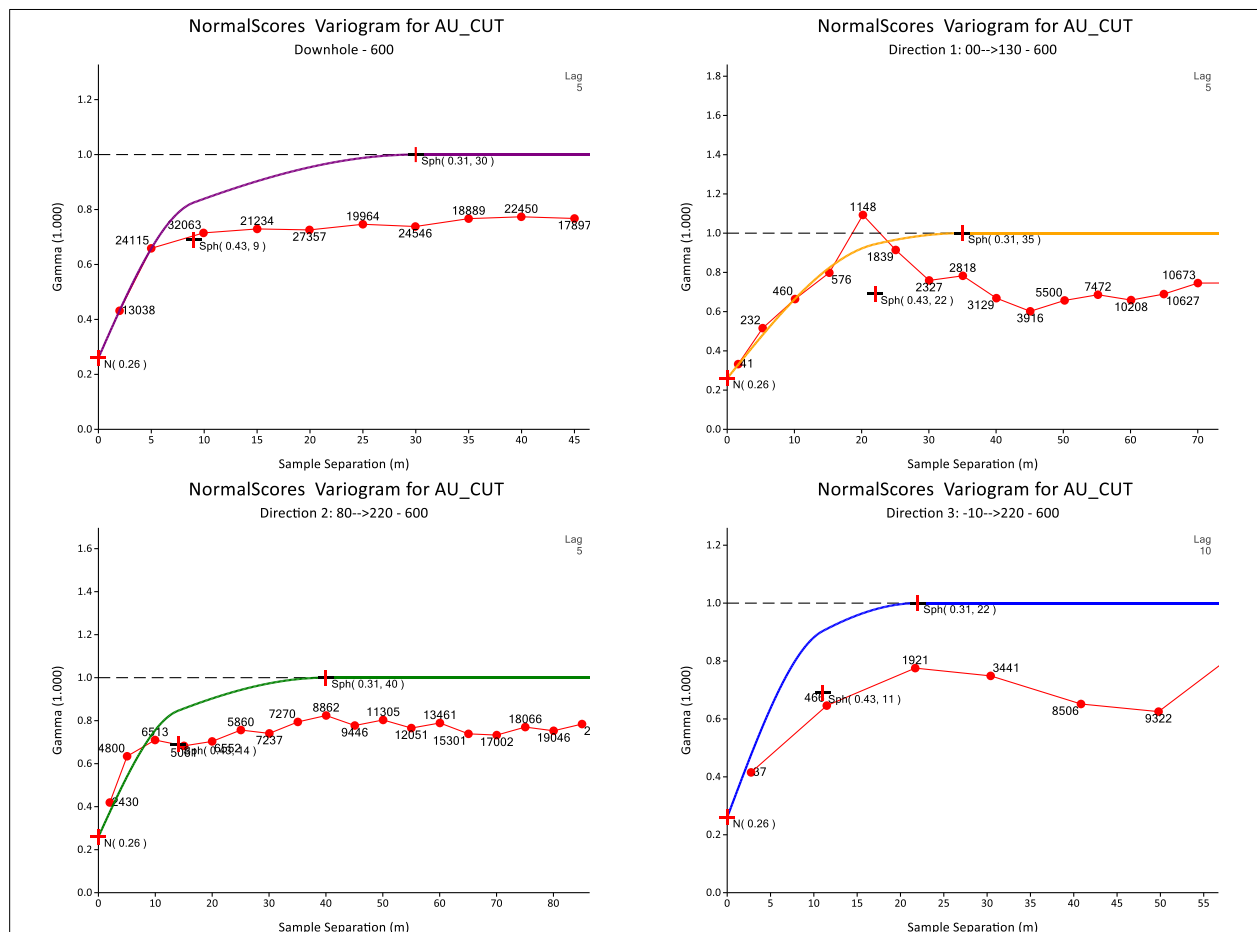 NormalScores Variogram for AU_CUT
Downhole - 600
Lag
5
1.2
1.0
0.8
0.6
0.4
0.2
0.0
Gamma (1.000)
Sph( 0.31, 30 )
24115
32063
21234
27357
19964
24546
18889
22450
17897
Sph( 0.43, 9 )
13038
N( 0.26 )
0 5 10 15 20 25 30 35 40 45
Sample Separation (m)
NormalScores Variogram for AU_CUT
Direction 1: 00-->130 - 600
Lag
5
1.8
1.6
1.4
1.2
1.0
0.8
0.6
0.4
0.2
0.0
Gamma (1.000)
1148
Sph( 0.31, 35 )
1839
2818
576
2327
460
Sph( 0.43, 22 )
3129
3916
5500
7472
10208
10673
10627
232
41
N( 0.26 )
0 10 20 30 40 50 60 70
Sample Separation (m)
NormalScores Variogram for AU_CUT
Direction 2: 80-->220 - 600
Lag
5
1.6
1.4
1.2
1.0
0.8
0.6
0.4
0.2
0.0
Gamma (1.000)
Sph( 0.31, 40 )
4800
6513
Sph( 0.43, 14 )
6552
5860
7237
7270
8862
9446
11305
12051
13461
15301
17002
18066
19046
2
2430
N( 0.26 )
0 10 20 30 40 50 60 70 80
Sample Separation (m)
NormalScores Variogram for AU_CUT
Direction 3: -10-->220 - 600
Lag
10
1.2
1.0
0.8
0.6
0.4
0.2
0.0
Gamma (1.000)
Sph( 0.31, 22 )
1921
3441
Sph( 0.43, 11 )
8506
9322
37
N( 0.26 )
0 5 10 15 20 25 30 35 40 45 50 55
Sample Separation (m)